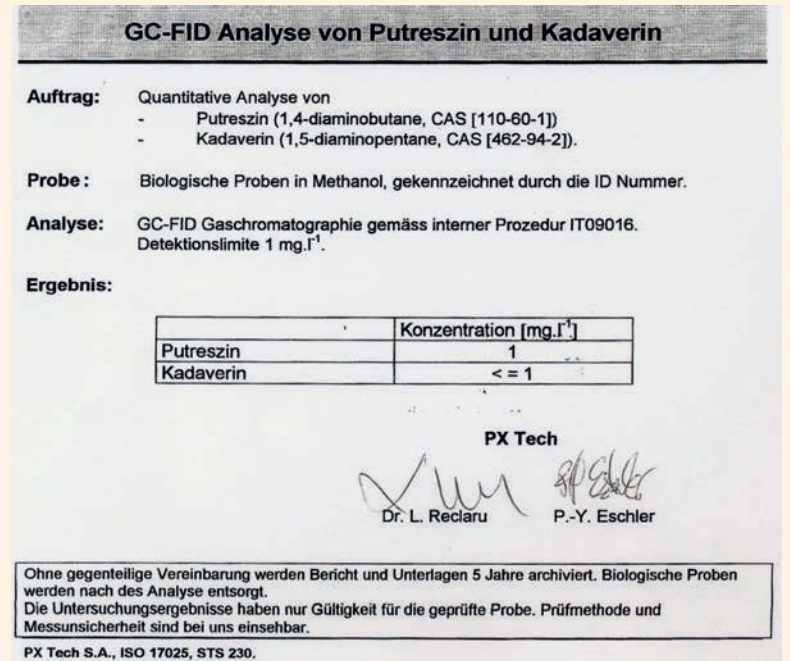 GC-FID Analyse von Putreszin und Kadaverin
Auftrag: Quantitative Analyse von
- Putreszin (1,4-diaminobutane, CAS [110-60-1])
- Kadaverin (1,5-diaminopentane, CAS [462-94-2]).
Probe: Biologische Proben in Methanol, gekennzeichnet durch die ID Nummer.
Analyse: GC-FID Gaschromatographie gemäss interner Prozedur IT09016.
Detektionslimite 1 mg.l⁻¹.
Ergebnis:
Konzentration [mg.l⁻¹]
Putreszin 1
Kadaverin < = 1
PX Tech
Dr. L. Reclaru P.-Y. Eschler
Ohne gegenteilige Vereinbarung werden Bericht und Unterlagen 5 Jahre archiviert. Biologische Proben
werden nach des Analyse entsorgt.
Die Untersuchungsergebnisse haben nur Gültigkeit für die geprüfte Probe. Prüfmethode und
Messunsicherheit sind bei uns einsehbar.
PX Tech S.A., ISO 17025, STS 230.